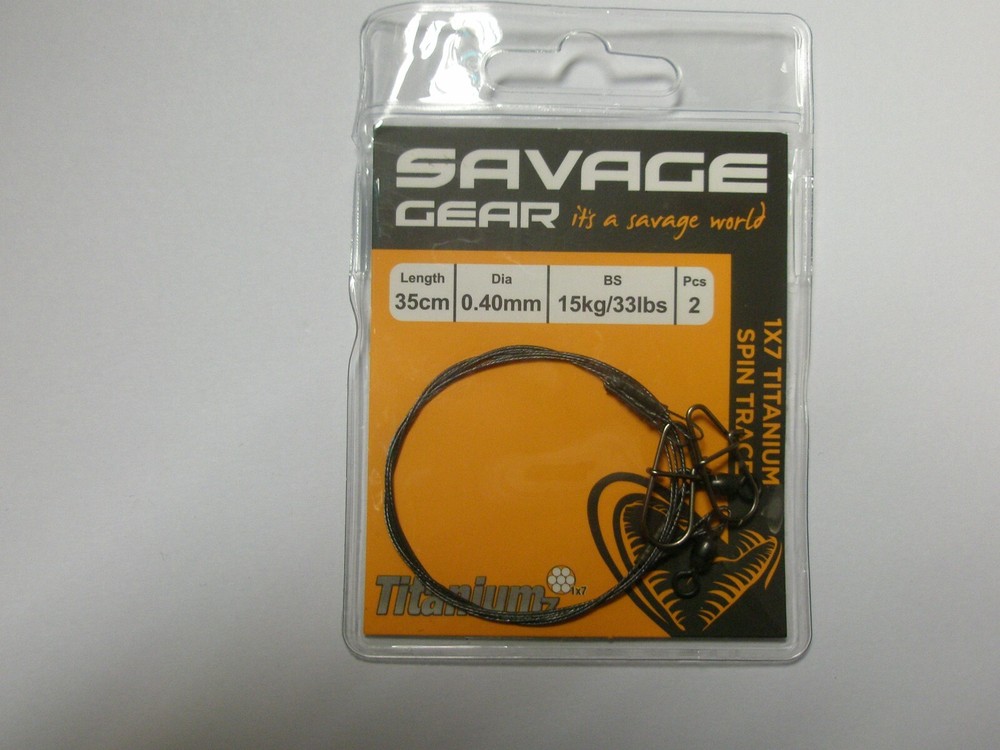 SAVAGE
GEAR it's a savage world
Length Dia BS Pcs
35cm 0.40mm 15kg/33lbs 2
1X7 TITANIUM
SPIN TRACE
Titanium7 1x7